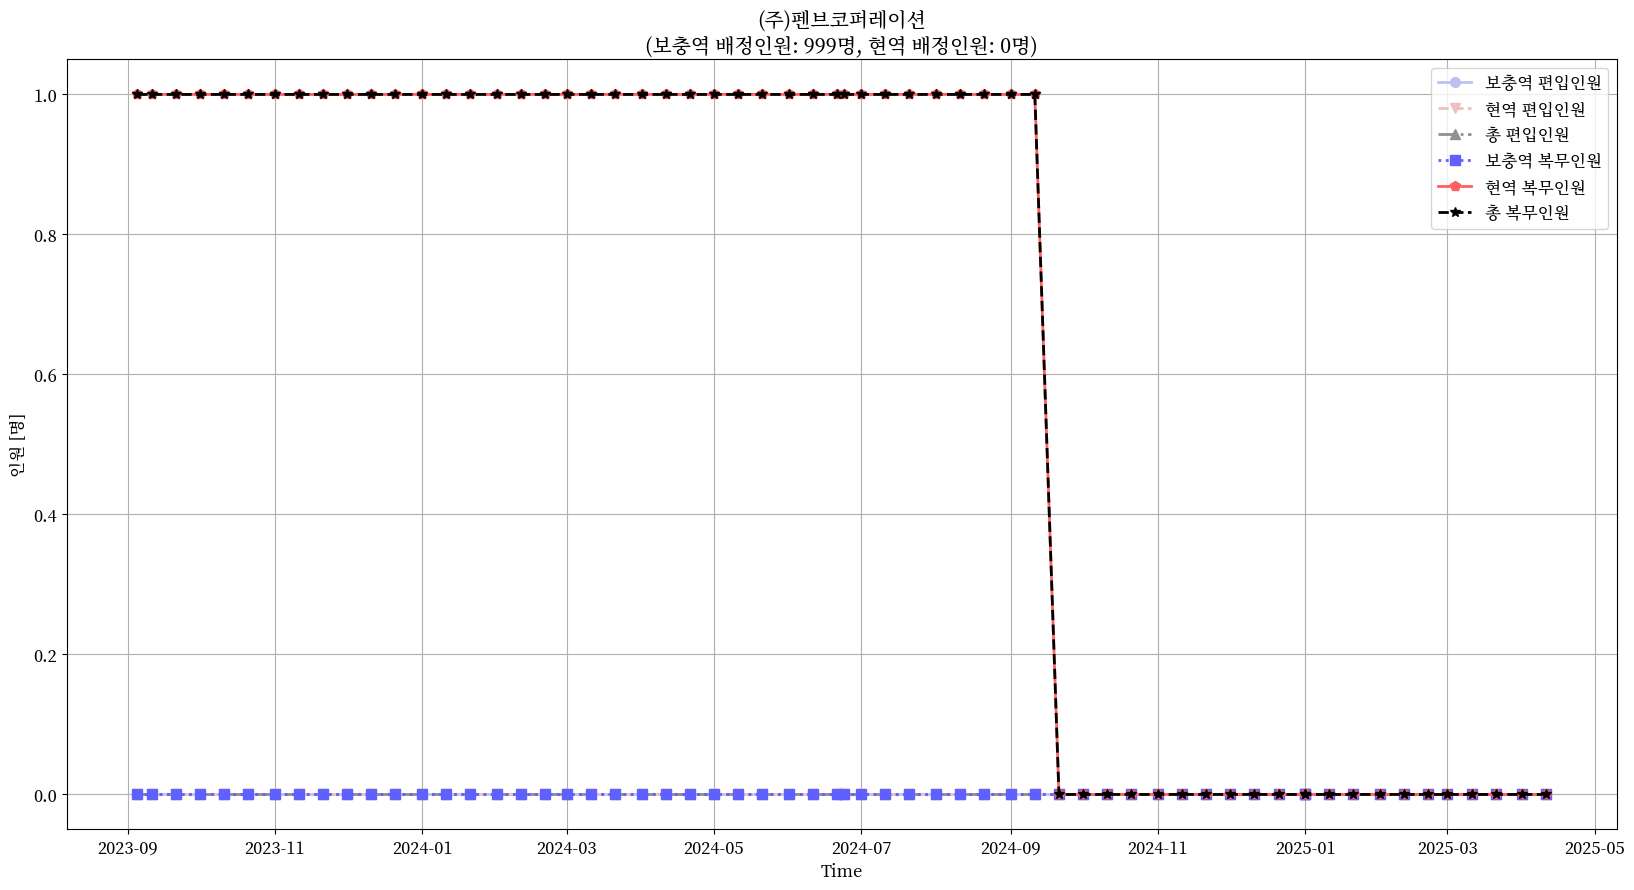 (주)펜브코퍼레이션
(보충역 배정인원: 999명, 현역 배정인원: 0명)
보충역 편입인원
현역 편입인원
총 편입인원
보충역 복무인원
현역 복무인원
총 복무인원
인원 [명]
1.0
0.8
0.6
0.4
0.2
0.0
2023-09 2023-11 2024-01 2024-03 2024-05 2024-07 2024-09 2024-11 2025-01 2025-03 2025-05
Time